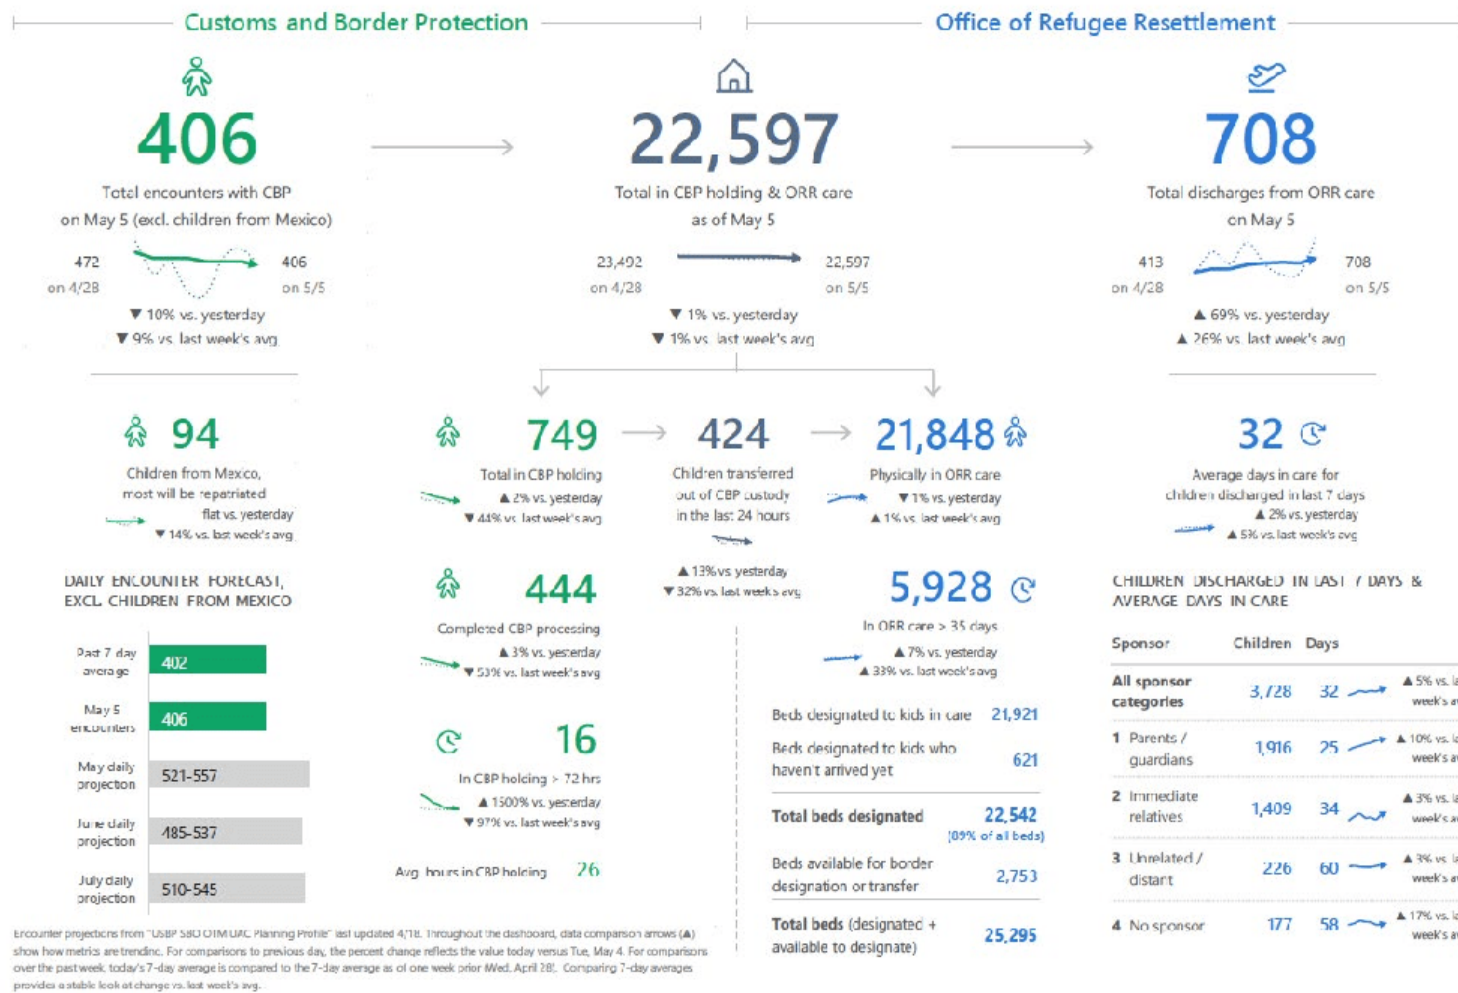 Customs and Border Protection
Office of Refugee Resettlement
406
Total encounters with CBP
on May 5 (excl. children from Mexico)
472
on 4/28
406
on 5/5
▼ 10% vs. yesterday
▼ 9% vs. last week's avg
22,597
Total in CBP holding & ORR care
as of May 5
23,492
on 4/28
22,597
on 5/5
▼ 1% vs. yesterday
▼ 1% vs. last week's avg
708
Total discharges from ORR care
on May 5
413
on 4/28
708
on 5/5
▲ 69% vs. yesterday
▲ 26% vs. last week's avg
94
Children from Mexico,
most will be repatriated
flat vs. yesterday
▼ 14% vs. last week's avg
749
Total in CBP holding
▲ 2% vs. yesterday
▼ 44% vs. last week's avg
424
Children transferred
out of CBP custody
in the last 24 hours
▲ 13% vs yesterday
▼ 32% vs. last week's avg
21,848
Physically in ORR care
▼ 1% vs. yesterday
▲ 1% vs. last week's avg
32
Average days in care for
children discharged in last 7 days
▲ 2% vs. yesterday
▲ 5% vs. last week's avg
DAILY ENCOUNTER FORECAST,
EXCL. CHILDREN FROM MEXICO
Past 7 day
average
402
May 5
encounters
406
May daily
projection
521-557
June daily
projection
485-537
July daily
projection
510-545
444
Completed CBP processing
▲ 3% vs. yesterday
▼ 53% vs. last week's avg
16
In CBP holding > 72 hrs
▲ 1500% vs. yesterday
▼ 97% vs. last week's avg
Avg. hours in CBP holding 26
5,928
In ORR care > 35 days
▲ 7% vs. yesterday
▲ 33% vs. last week's avg
Beds designated to kids in care 21,921
Beds designated to kids who
haven't arrived yet 621
Total beds designated 22,542
(89% of all beds)
Beds available for border
designation or transfer 2,753
Total beds (designated +
available to designate) 25,295
CHILDREN DISCHARGED IN LAST 7 DAYS &
AVERAGE DAYS IN CARE
Sponsor Children Days
All sponsor
categories 3,728 32 ▲ 5% vs. la
week's a
1 Parents /
guardians 1,916 25 ▲ 10% vs. la
week's a
2 Immediate
relatives 1,409 34 ▲ 3% vs. la
week's a
3 Unrelated /
distant 226 60 ▲ 3% vs. la
week's a
4 No sponsor 177 58 ▲ 17% vs. la
week's a
Encounter projections from "USBP SBO OTM UAC Planning Profile" last updated 4/18. Throughout the dashboard, data comparison arrows (▲)
show how metrics are trending. For comparisons to previous day, the percent change reflects the value today versus Tue, May 4. For comparisons
over the past week, today's 7-day average is compared to the 7-day average as of one week prior (Wed, April 28). Comparing 7-day averages
provides a stable look at change vs. last week's avg.